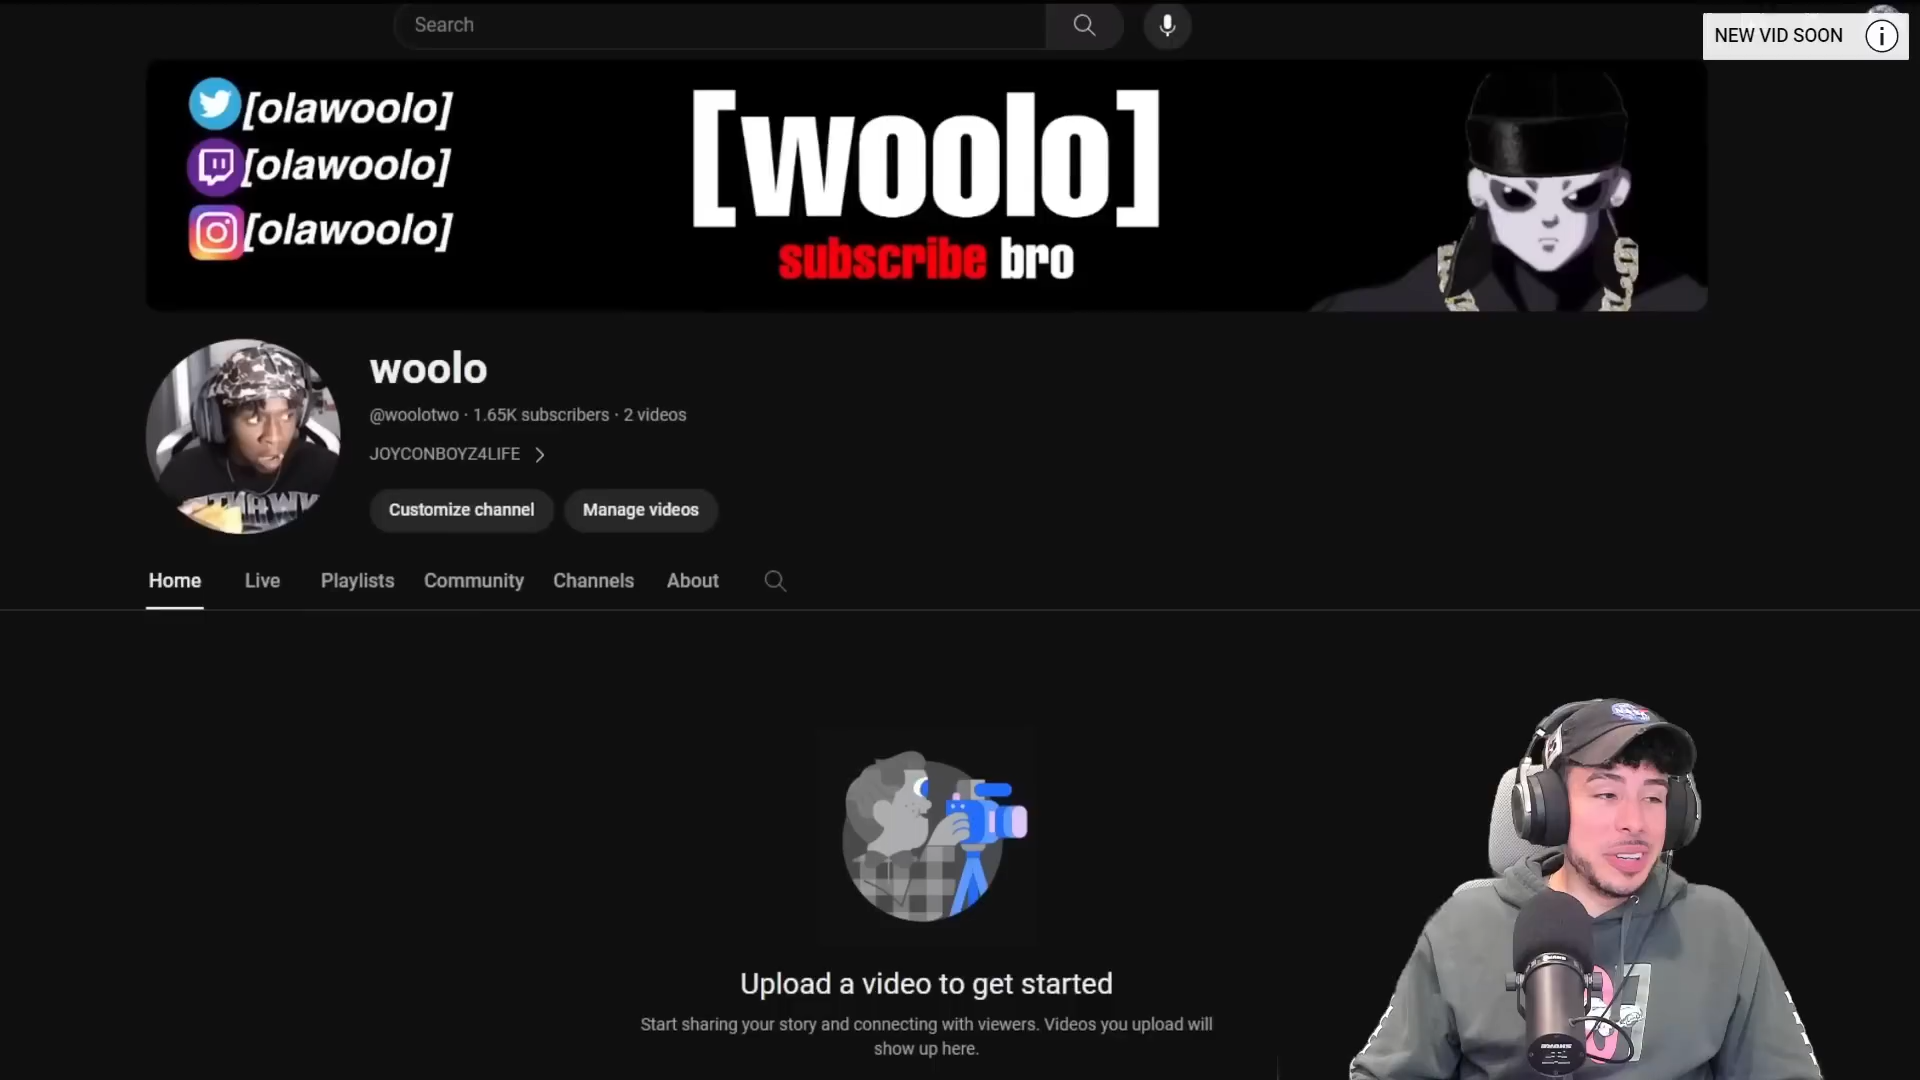 Search
NEW VID SOON
[olawoolo]
[olawoolo]
[olawoolo]
[woolo]
subscribe bro
woolo
@woolotwo · 1.65K subscribers · 2 videos
JOYCONBOYZ4LIFE
Customize channel
Manage videos
Home
Live
Playlists
Community
Channels
About
Upload a video to get started
Start sharing your story and connecting with viewers. Videos you upload will
show up here.